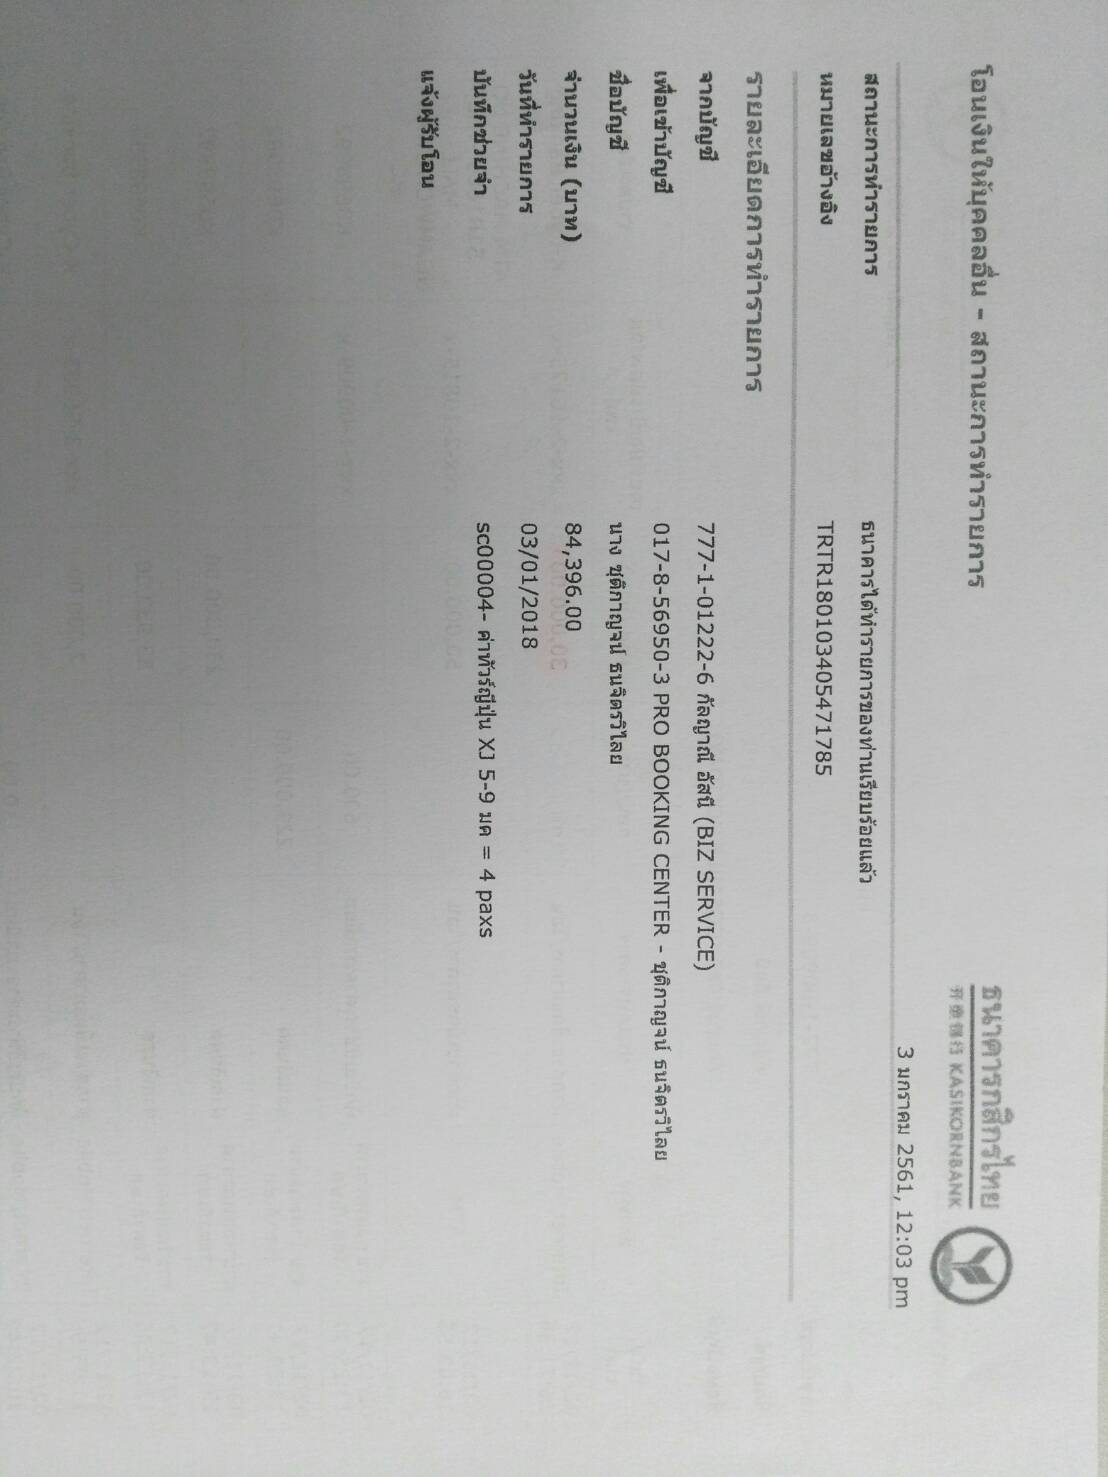 ธนาคารกสิกรไทย
开泰银行 KASIKORNBANK
โอนเงินให้บุคคลอื่น - สถานะการทำรายการ
3 มกราคม 2561, 12:03 pm
สถานะการทำรายการ ธนาคารได้ทำรายการของท่านเรียบร้อยแล้ว
หมายเลขอ้างอิง TRTR180103405471785
รายละเอียดการทำรายการ
จากบัญชี 777-1-01222-6 กัลญาณี อัสนี (BIZ SERVICE)
เพื่อเข้าบัญชี 017-8-56950-3 PRO BOOKING CENTER - ชุติกาญจน์ ธนจิตรวิไลย
ชื่อบัญชี นาง ชุติกาญจน์ ธนจิตรวิไลย
จำนวนเงิน (บาท) 84,396.00
วันที่ทำรายการ 03/01/2018
บันทึกช่วยจำ sc00004- ค่าทัวร์ญี่ปุ่น XJ 5-9 มค = 4 paxs
แจ้งผู้รับโอน